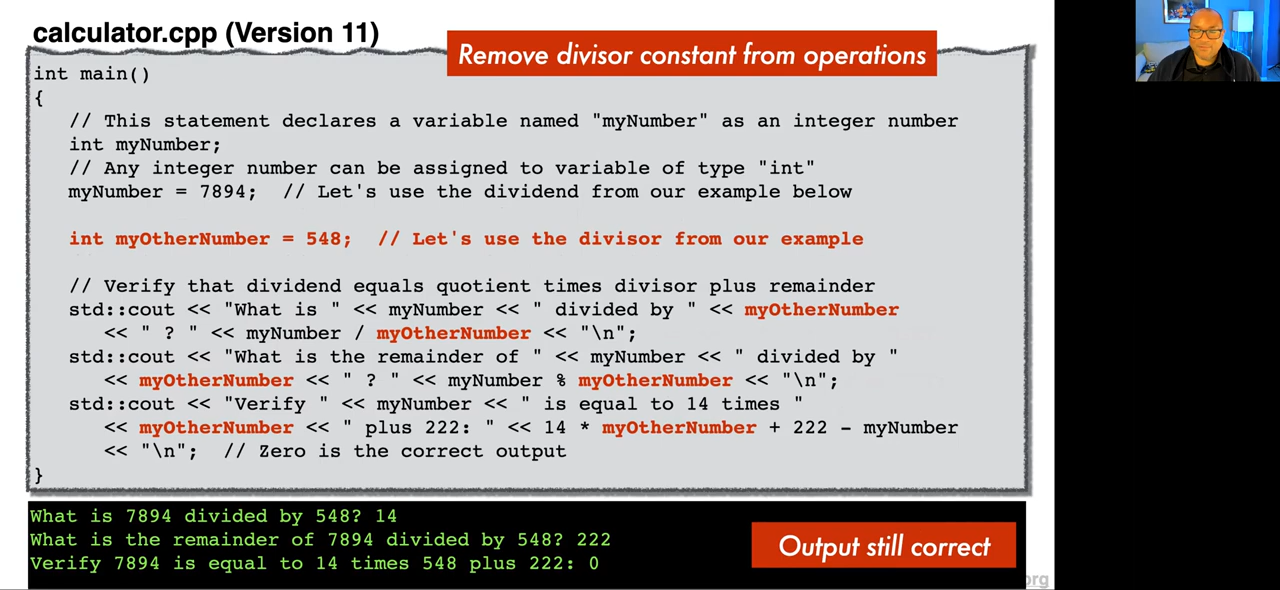 calculator.cpp (Version 11)
Remove divisor constant from operations
int main()
{
// This statement declares a variable named "myNumber" as an integer number
int myNumber;
// Any integer number can be assigned to variable of type "int"
myNumber = 7894;  // Let's use the dividend from our example below
int myOtherNumber = 548;  // Let's use the divisor from our example
// Verify that dividend equals quotient times divisor plus remainder
std::cout << "What is " << myNumber << " divided by " << myOtherNumber
<< " ? " << myNumber / myOtherNumber << "\n";
std::cout << "What is the remainder of " << myNumber << " divided by "
<< myOtherNumber << " ? " << myNumber % myOtherNumber << "\n";
std::cout << "Verify " << myNumber << " is equal to 14 times "
<< myOtherNumber << " plus 222: " << 14 * myOtherNumber + 222 - myNumber
<< "\n";  // Zero is the correct output
}
What is 7894 divided by 548? 14
What is the remainder of 7894 divided by 548? 222
Verify 7894 is equal to 14 times 548 plus 222: 0
Output still correct
org